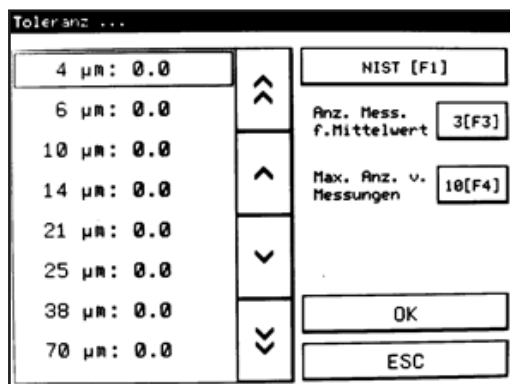 Toleranz ...
4 µm: 0.0
6 µm: 0.0
10 µm: 0.0
14 µm: 0.0
21 µm: 0.0
25 µm: 0.0
38 µm: 0.0
70 µm: 0.0
NIST [F1]
Anz. Mess.
f.Mittelwert
3[F3]
Max. Anz. v.
Messungen
10[F4]
OK
ESC